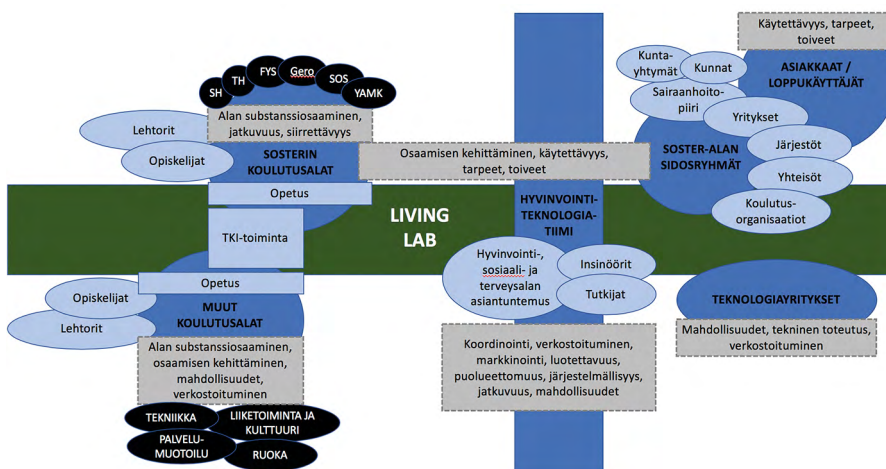 SH
TH
FYS
Gero
SOS
YAMK
Alan substanssiosaaminen,
jatkuvuus, siirrettävyys
Lehtorit
Opiskelijat
SOSTERIN
KOULUTUSALAT
Opetus
TKI-toiminta
Opetus
Opiskelijat
Lehtorit
MUUT
KOULUTUSALAT
Alan substanssiosaaminen,
osaamisen kehittäminen,
mahdollisuudet,
verkostoituminen
TEKNIIKKA
LIIKETOIMINTA JA
KULTTUURI
PALVELU-
MUOTOILU
RUOKA
Osaamisen kehittäminen, käytettävyys,
tarpeet, toiveet
LIVING
LAB
HYVINVOINTI-
TEKNOLOGIA-
TIIMI
Hyvinvointi-,
sosiaali- ja
terveysalan
asiantuntemus
Insinöörit
Tutkijat
Koordinointi, verkostoituminen,
markkinointi, luotettavuus,
puolueettomuus, järjestelmällisyys,
jatkuvuus, mahdollisuudet
Käytettävyys, tarpeet,
toiveet
ASIAKKAAT /
LOPPUKÄYTTÄJÄT
Kunta-
yhtymät
Kunnat
Sairaanhoito-
piiri
Yritykset
SOSTER-ALAN
SIDOSRYHMÄT
Järjestöt
Yhteisöt
Koulutus-
organisaatiot
TEKNOLOGIAYRITYKSET
Mahdollisuudet, tekninen toteutus,
verkostoituminen